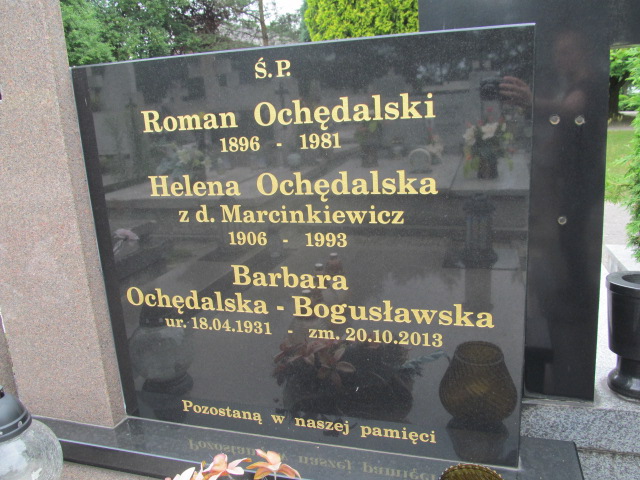 Ś.P.
Roman Ochędalski
1896 - 1981
Helena Ochędalska
z d. Marcinkiewicz
1906 - 1993
Barbara
Ochędalska - Bogusławska
ur. 18.04.1931 - zm. 20.10.2013
Pozostaną w naszej pamięci